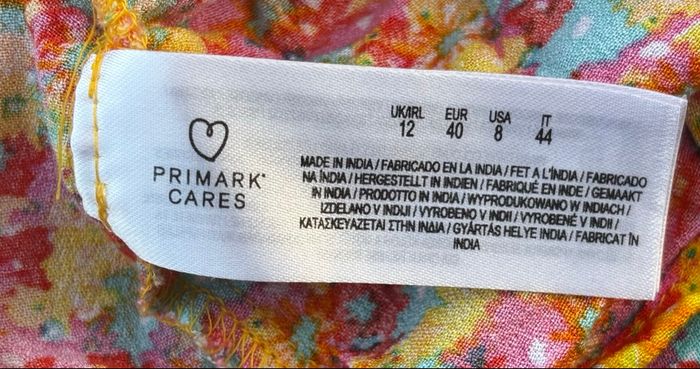 PRIMARK®
CARES
UK/IRL EUR USA IT
12 40 8 44
MADE IN INDIA / FABRICADO EN LA INDIA / FET A L'ÍNDIA / FABRICADO
NA ÍNDIA / HERGESTELLT IN INDIEN / FABRIQUÉ EN INDE / GEMAAKT
IN INDIA / PRODOTTO IN INDIA / WYPRODUKOWANO W INDIACH /
IZDELANO V INDIJI / VYROBENO V INDII / VYROBENÉ V INDII /
ΚΑΤΑΣΚΕΥΑΖΕΤΑΙ ΣΤΗΝ ΙΝΔΙΑ / GYÁRTÁS HELYE INDIA / FABRICAT ÎN
INDIA